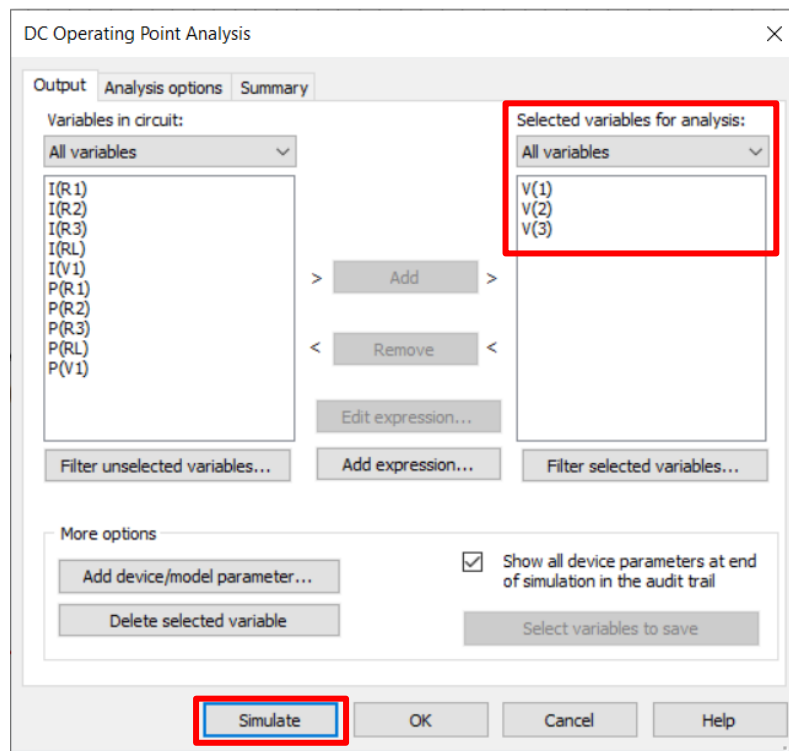 DC Operating Point Analysis
Output Analysis options Summary
Variables in circuit:
All variables
I(R1)
I(R2)
I(R3)
I(RL)
I(V1)
P(R1)
P(R2)
P(R3)
P(RL)
P(V1)
Filter unselected variables...
> Add >
< Remove <
Edit expression...
Add expression...
Selected variables for analysis:
All variables
V(1)
V(2)
V(3)
Filter selected variables...
More options
Add device/model parameter...
Delete selected variable
Show all device parameters at end
of simulation in the audit trail
Select variables to save
Simulate OK Cancel Help